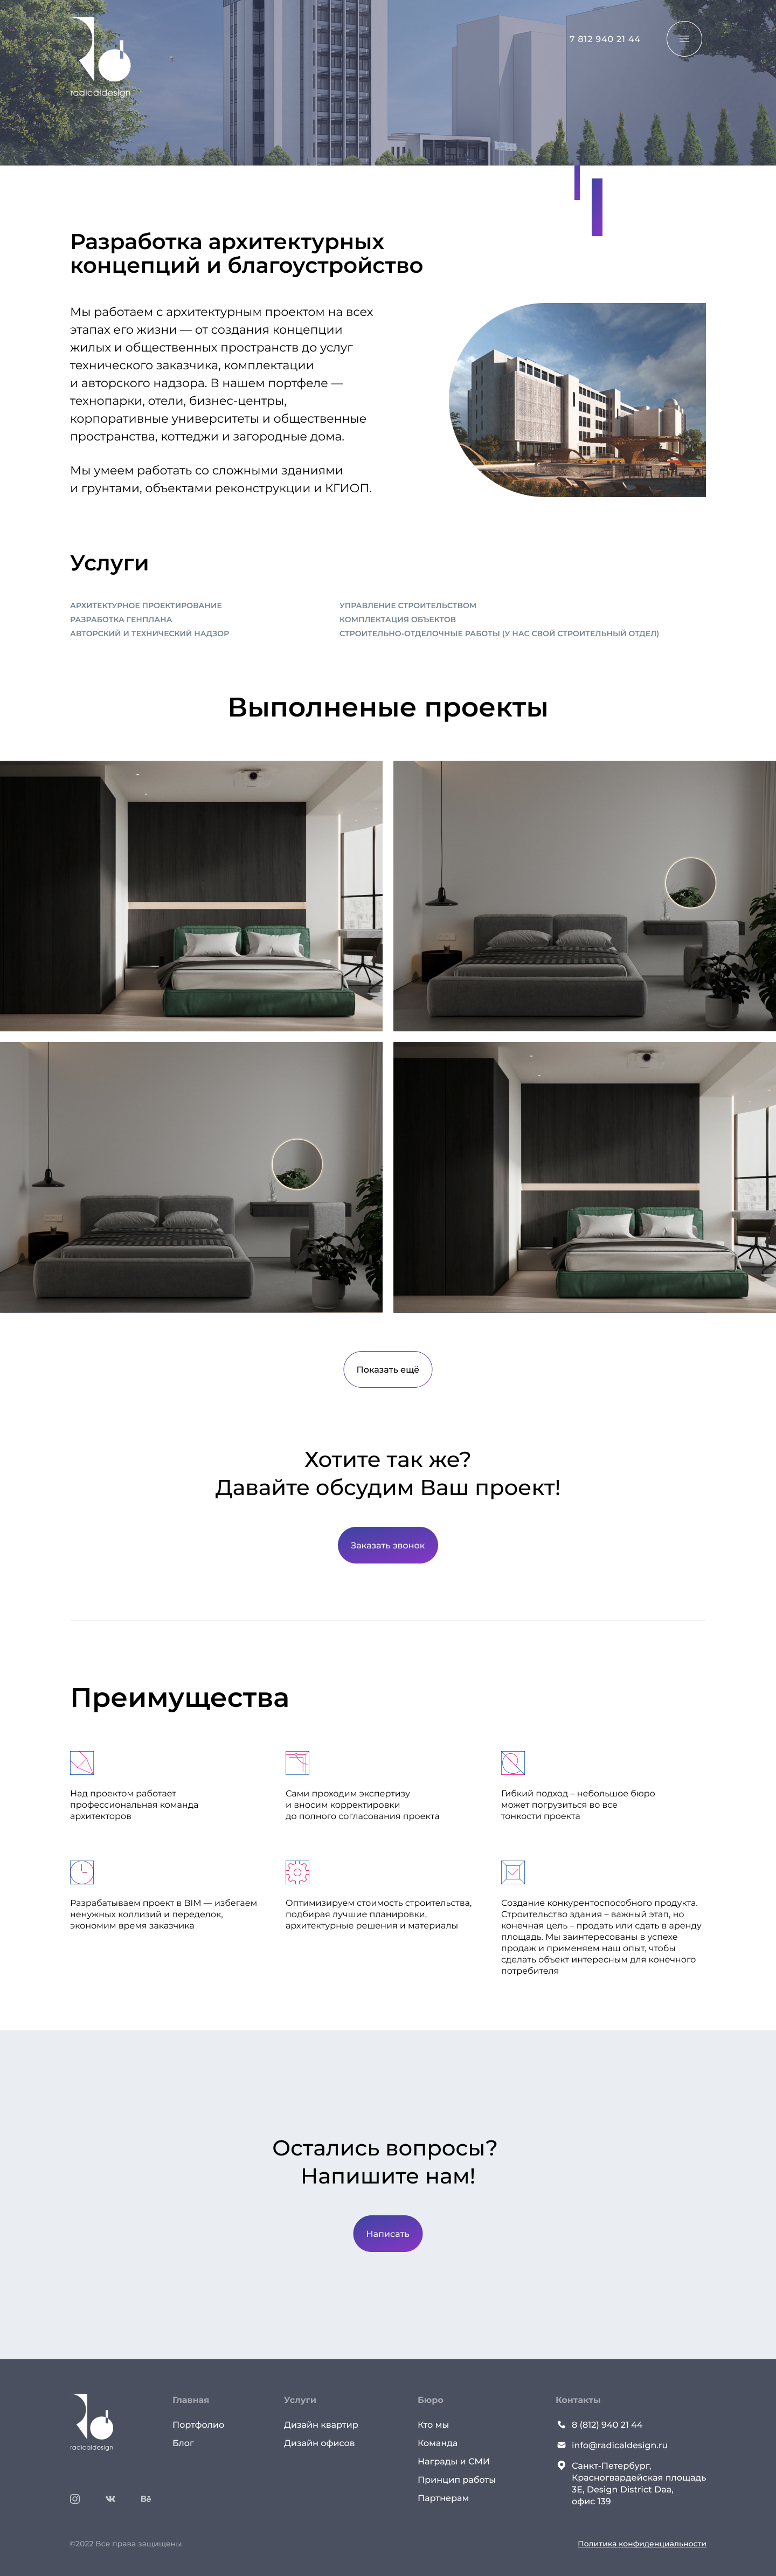 radicaldesign
7 812 940 21 44
Разработка архитектурных
концепций и благоустройство
Мы работаем с архитектурным проектом на всех
этапах его жизни — от создания концепции
жилых и общественных пространств до услуг
технического заказчика, комплектации
и авторского надзора. В нашем портфеле —
технопарки, отели, бизнес-центры,
корпоративные университеты и общественные
пространства, коттеджи и загородные дома.
Мы умеем работать со сложными зданиями
и грунтами, объектами реконструкции и КГИОП.
Услуги
АРХИТЕКТУРНОЕ ПРОЕКТИРОВАНИЕ
РАЗРАБОТКА ГЕНПЛАНА
АВТОРСКИЙ И ТЕХНИЧЕСКИЙ НАДЗОР
УПРАВЛЕНИЕ СТРОИТЕЛЬСТВОМ
КОМПЛЕКТАЦИЯ ОБЪЕКТОВ
СТРОИТЕЛЬНО-ОТДЕЛОЧНЫЕ РАБОТЫ (У НАС СВОЙ СТРОИТЕЛЬНЫЙ ОТДЕЛ)
Выполненые проекты
Показать ещё
Хотите так же?
Давайте обсудим Ваш проект!
Заказать звонок
Преимущества
Над проектом работает
профессиональная команда
архитекторов
Сами проходим экспертизу
и вносим корректировки
до полного согласования проекта
Гибкий подход – небольшое бюро
может погрузиться во все
тонкости проекта
Разрабатываем проект в BIM — избегаем
ненужных коллизий и переделок,
экономим время заказчика
Оптимизируем стоимость строительства,
подбирая лучшие планировки,
архитектурные решения и материалы
Создание конкурентоспособного продукта.
Строительство здания – важный этап, но
конечная цель – продать или сдать в аренду
площадь. Мы заинтересованы в успехе
продаж и применяем наш опыт, чтобы
сделать объект интересным для конечного
потребителя
Остались вопросы?
Напишите нам!
Написать
radicaldesign
Главная
Портфолио
Блог
Услуги
Дизайн квартир
Дизайн офисов
Бюро
Кто мы
Команда
Награды и СМИ
Принцип работы
Партнерам
Контакты
8 (812) 940 21 44
info@radicaldesign.ru
Санкт-Петербург,
Красногвардейская площадь
3Е, Design District Daa,
офис 139
Bē
©2022 Все права защищены
Политика конфиденциальности